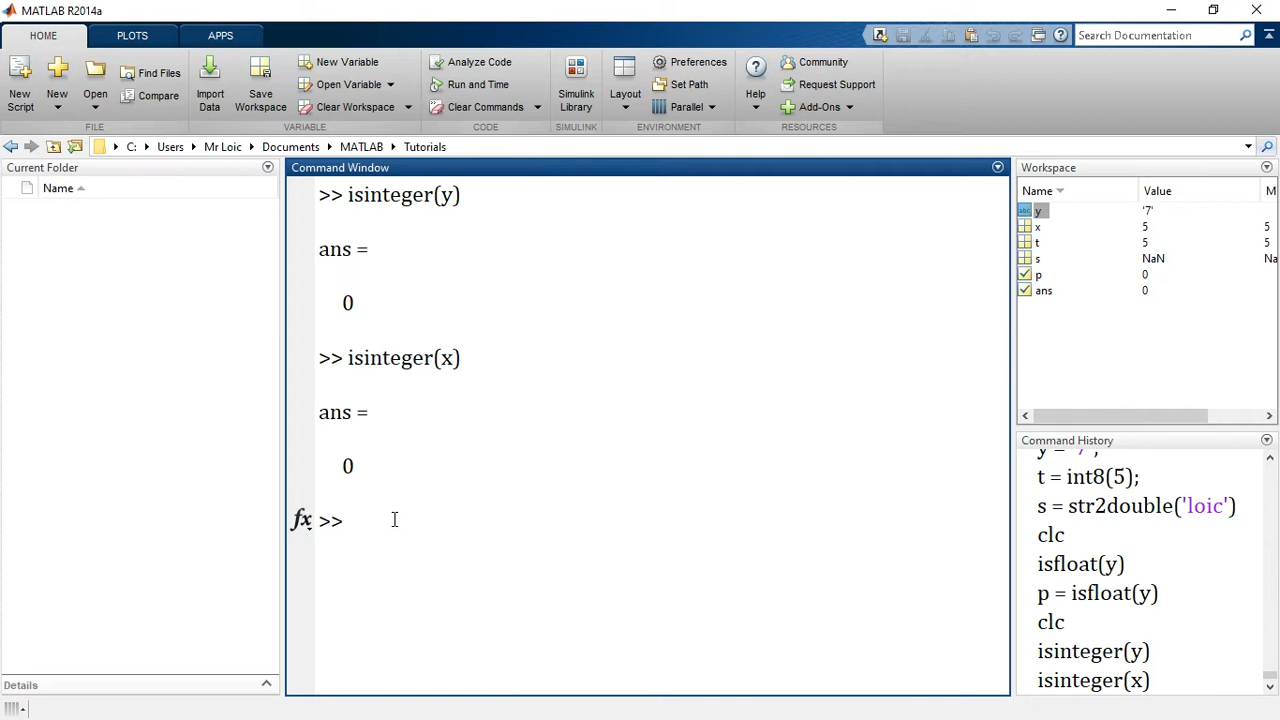 MATLAB R2014a
HOME PLOTS APPS
Search Documentation
New Script
New
Open
Find Files
Compare
FILE
Import Data
Save Workspace
New Variable
Open Variable
Clear Workspace
VARIABLE
Analyze Code
Run and Time
Clear Commands
CODE
Simulink Library
SIMULINK
Layout
Preferences
Set Path
Parallel
ENVIRONMENT
Help
Community
Request Support
Add-Ons
RESOURCES
C: Users Mr Loic Documents MATLAB Tutorials
Current Folder
Name
Details
Command Window
>> isinteger(y)
ans =
0
>> isinteger(x)
ans =
0
fx >>
Workspace
Name Value M
y '7'
x 5 5
t 5 5
s NaN Na
p 0
ans 0
Command History
y = '7';
t = int8(5);
s = str2double('loic')
clc
isfloat(y)
p = isfloat(y)
clc
isinteger(y)
isinteger(x)